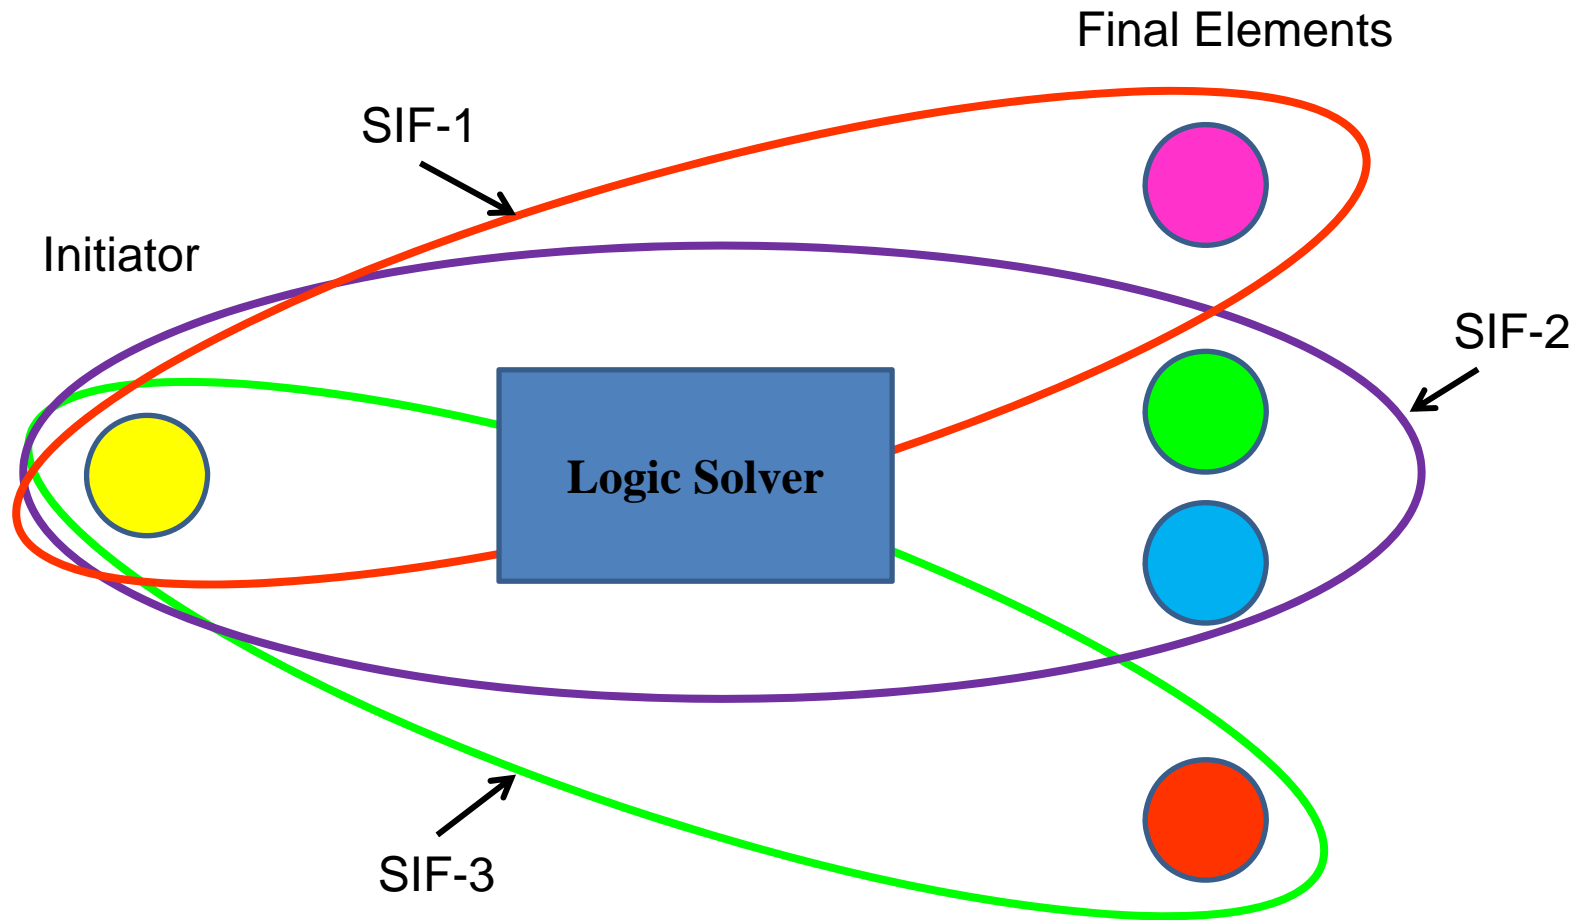 Final Elements
SIF-1
Initiator
SIF-2
Logic Solver
SIF-3